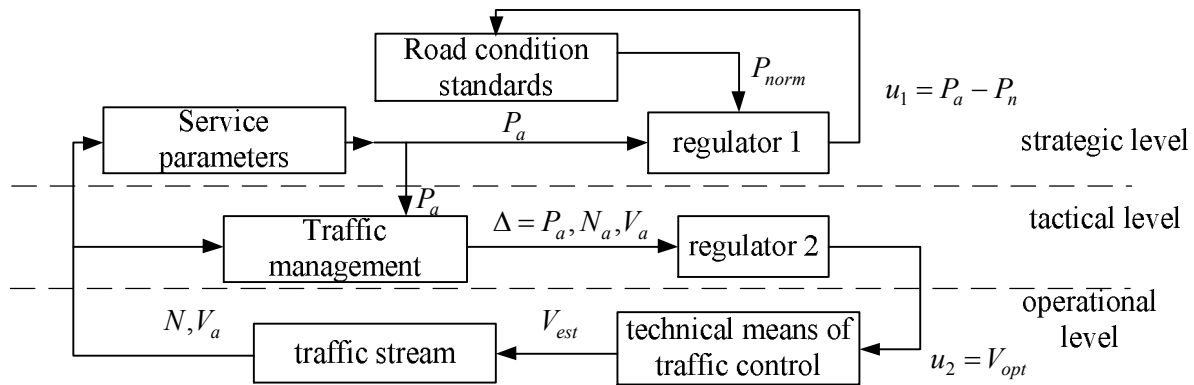 Road condition
standards
P_norm
u_1 = P_a − P_n
Service
parameters
P_a
regulator 1
strategic level
P_a
Traffic
management
Δ = P_a, N_a, V_a
regulator 2
tactical level
operational
level
N, V_a
traffic stream
V_est
technical means of
traffic control
u_2 = V_opt